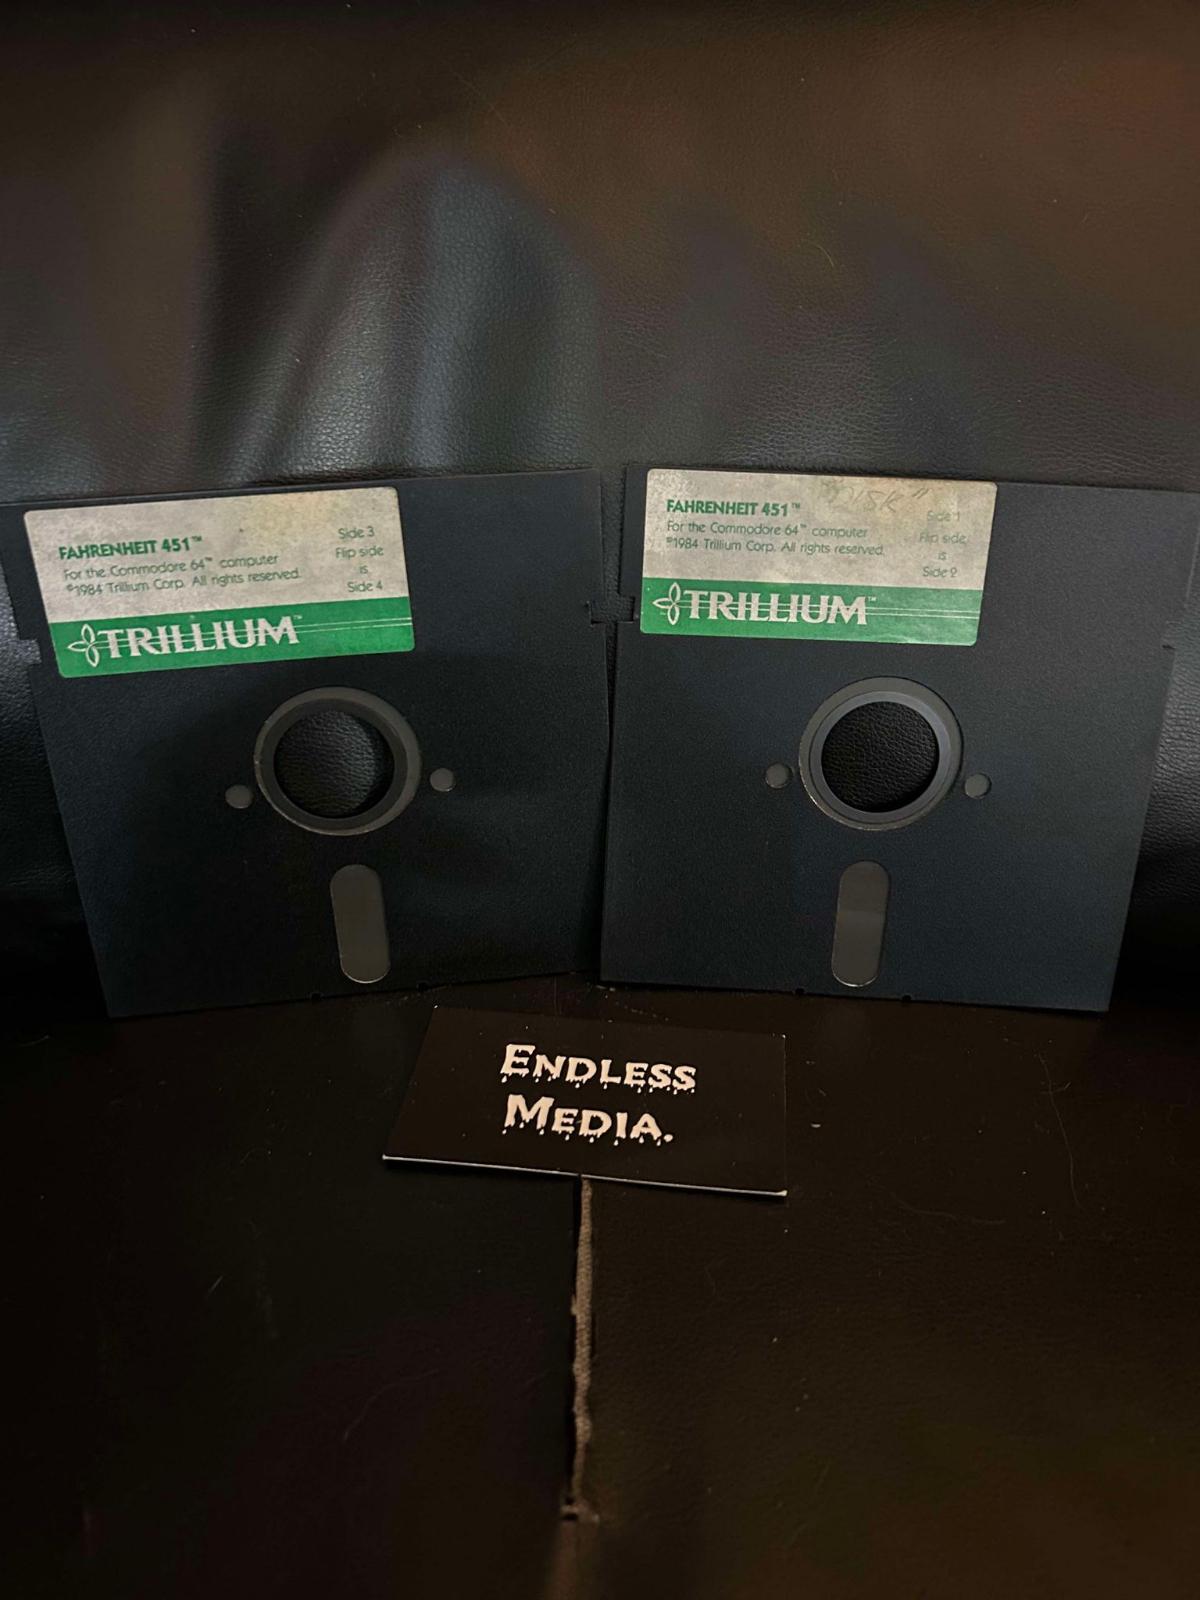 FAHRENHEIT 451™
For the Commodore 64™ computer
©1984 Trillium Corp. All rights reserved.
Side 3
Flip side
is
Side 4
TRILLIUM™
FAHRENHEIT 451™
For the Commodore 64™ computer
©1984 Trillium Corp. All rights reserved.
Side 1
Flip side
is
Side 2
TRILLIUM™
ENDLESS
MEDIA.